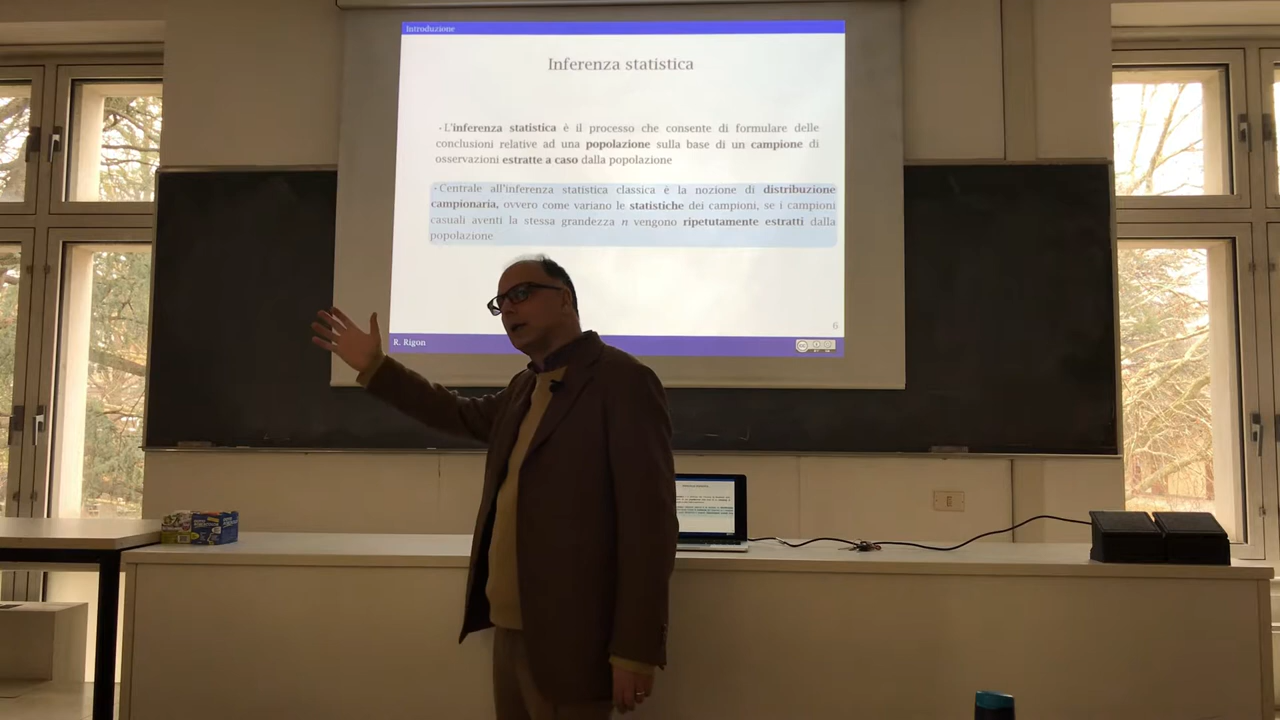 Introduzione
Inferenza statistica
- L'inferenza statistica è il processo che consente di formulare delle
conclusioni relative ad una popolazione sulla base di un campione di
osservazioni estratte a caso dalla popolazione
- Centrale all'inferenza statistica classica è la nozione di distribuzione
campionaria, ovvero come variano le statistiche dei campioni, se i campioni
casuali aventi la stessa grandezza n vengono ripetutamente estratti dalla
popolazione
6
R. Rigon